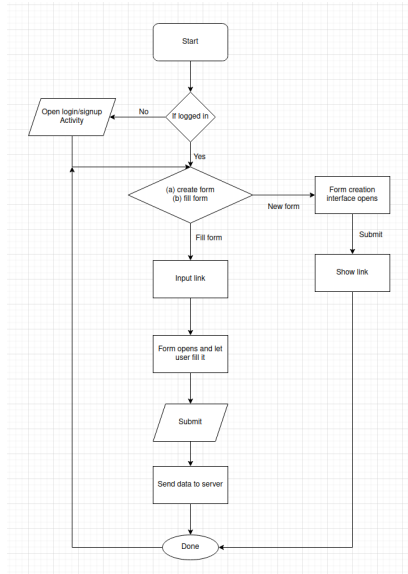 Start
If logged in
No
Open login/signup
Activity
Yes
(a) create form
(b) fill form
New form
Form creation
interface opens
Submit
Show link
Fill form
Input link
Form opens and let
user fill it
Submit
Send data to server
Done